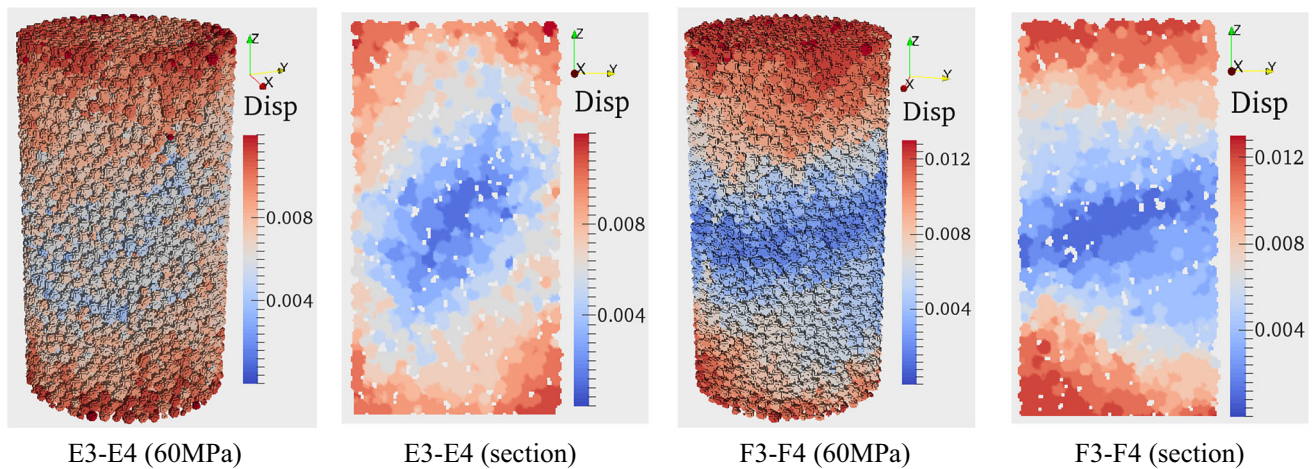 Z
Y
X
Disp
0.008
0.004
E3-E4 (60MPa)
Z
X
Y
Disp
0.008
0.004
E3-E4 (section)
Z
Y
X
Disp
0.012
0.008
0.004
F3-F4 (60MPa)
Z
X
Y
Disp
0.012
0.008
0.004
F3-F4 (section)